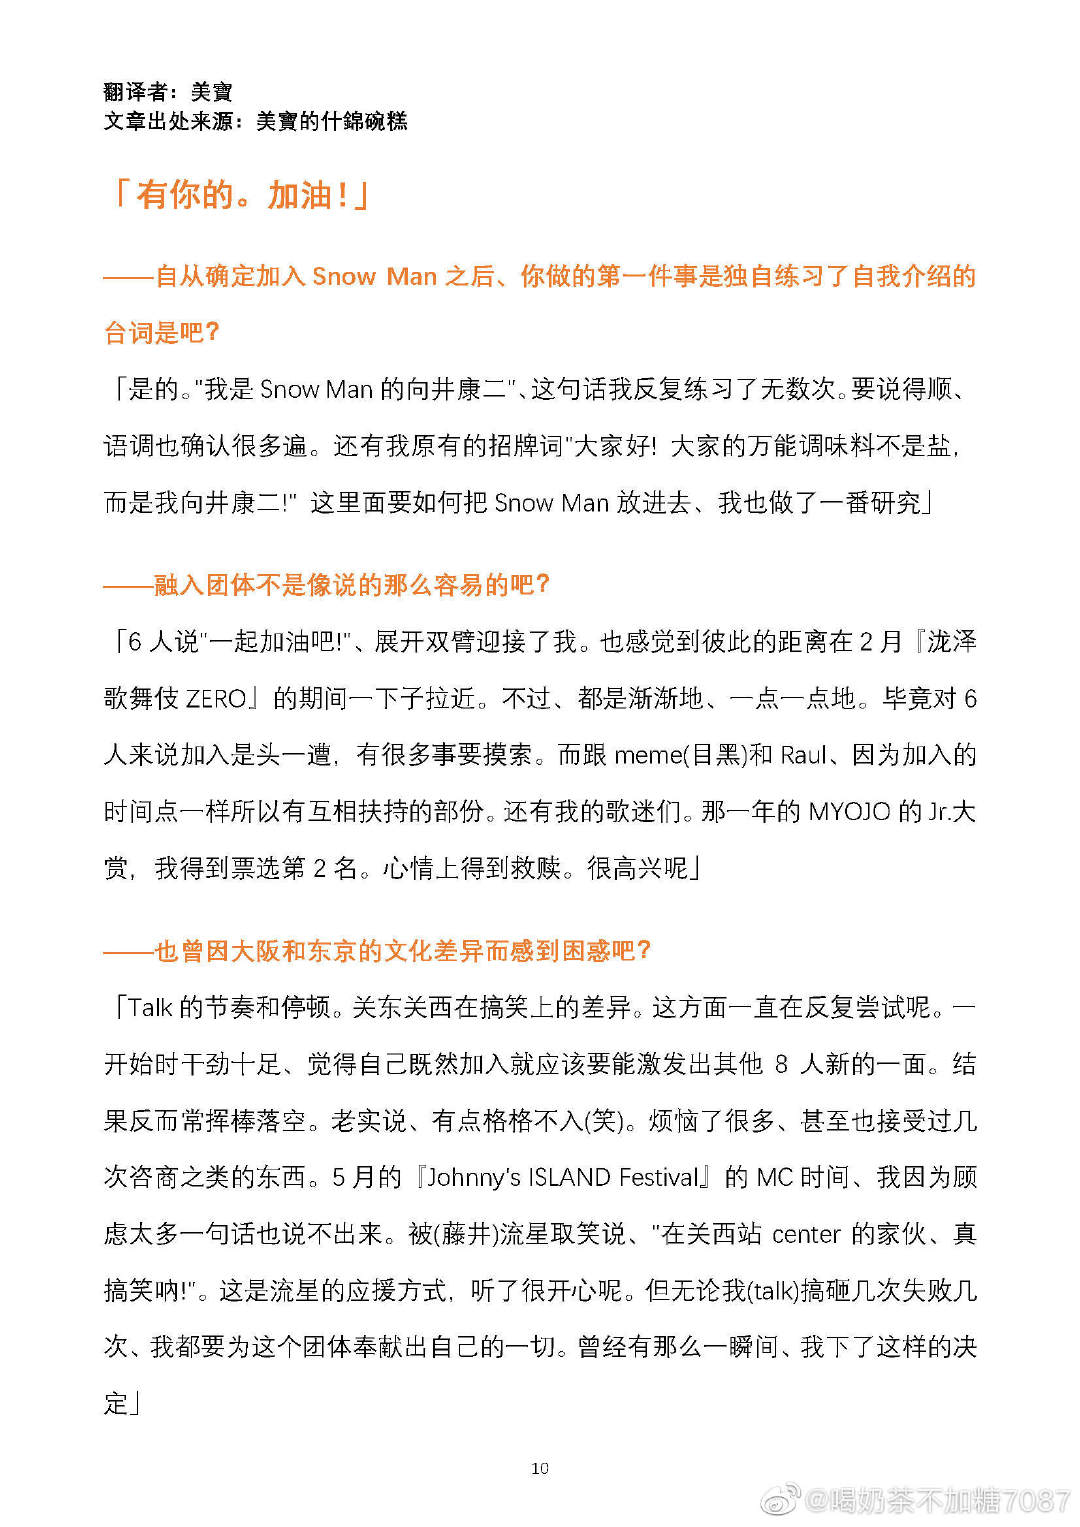 翻译者：美寶
文章出处来源：美寶的什錦碗糕
「有你的。加油！」
——自从确定加入 Snow Man 之后、你做的第一件事是独自练习了自我介绍的
台词是吧？
「是的。"我是 Snow Man 的向井康二"、这句话我反复练习了无数次。要说得顺、
语调也确认很多遍。还有我原有的招牌词"大家好! 大家的万能调味料不是盐，
而是我向井康二!" 这里面要如何把 Snow Man 放进去、我也做了一番研究」
——融入团体不是像说的那么容易的吧？
「6 人说"一起加油吧!"、展开双臂迎接了我。也感觉到彼此的距离在 2 月『泷泽
歌舞伎 ZERO』的期间一下子拉近。不过、都是渐渐地、一点一点地。毕竟对 6
人来说加入是头一遭，有很多事要摸索。而跟 meme(目黑)和 Raul、因为加入的
时间点一样所以有互相扶持的部份。还有我的歌迷们。那一年的 MYOJO 的 Jr.大
赏，我得到票选第 2 名。心情上得到救赎。很高兴呢」
——也曾因大阪和东京的文化差异而感到困惑吧？
「Talk 的节奏和停顿。关东关西在搞笑上的差异。这方面一直在反复尝试呢。一
开始时干劲十足、觉得自己既然加入就应该要能激发出其他 8 人新的一面。结
果反而常挥棒落空。老实说、有点格格不入(笑)。烦恼了很多、甚至也接受过几
次咨商之类的东西。5 月的『Johnny's ISLAND Festival』的 MC 时间、我因为顾
虑太多一句话也说不出来。被(藤井)流星取笑说、"在关西站 center 的家伙、真
搞笑呐!"。这是流星的应援方式，听了很开心呢。但无论我(talk)搞砸几次失败几
次、我都要为这个团体奉献出自己的一切。曾经有那么一瞬间、我下了这样的决
定」
10
@喝奶茶不加糖7087